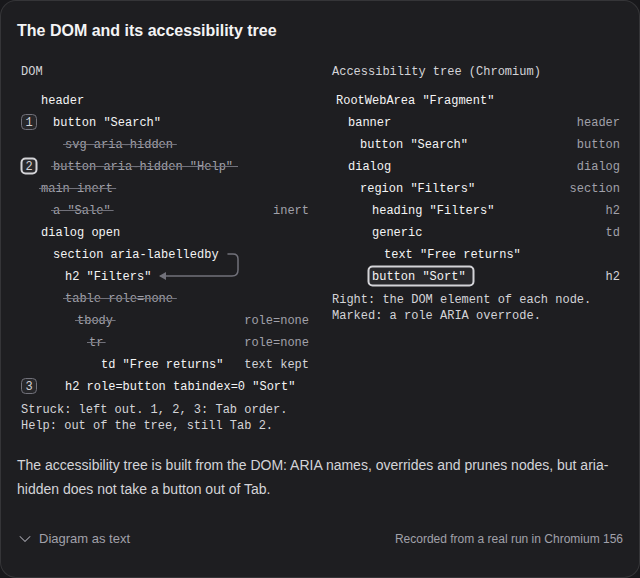 The DOM and its accessibility tree
DOM
header
1 button "Search"
svg aria-hidden
2 button aria-hidden "Help"
main inert
a "Sale" inert
dialog open
section aria-labelledby
h2 "Filters"
table role=none
tbody role=none
tr role=none
td "Free returns" text kept
3 h2 role=button tabindex=0 "Sort"
Struck: left out. 1, 2, 3: Tab order.
Help: out of the tree, still Tab 2.
Accessibility tree (Chromium)
RootWebArea "Fragment"
banner header
button "Search" button
dialog dialog
region "Filters" section
heading "Filters" h2
generic td
text "Free returns"
button "Sort" h2
Right: the DOM element of each node.
Marked: a role ARIA overrode.
The accessibility tree is built from the DOM: ARIA names, overrides and prunes nodes, but aria-
hidden does not take a button out of Tab.
Diagram as text
Recorded from a real run in Chromium 156